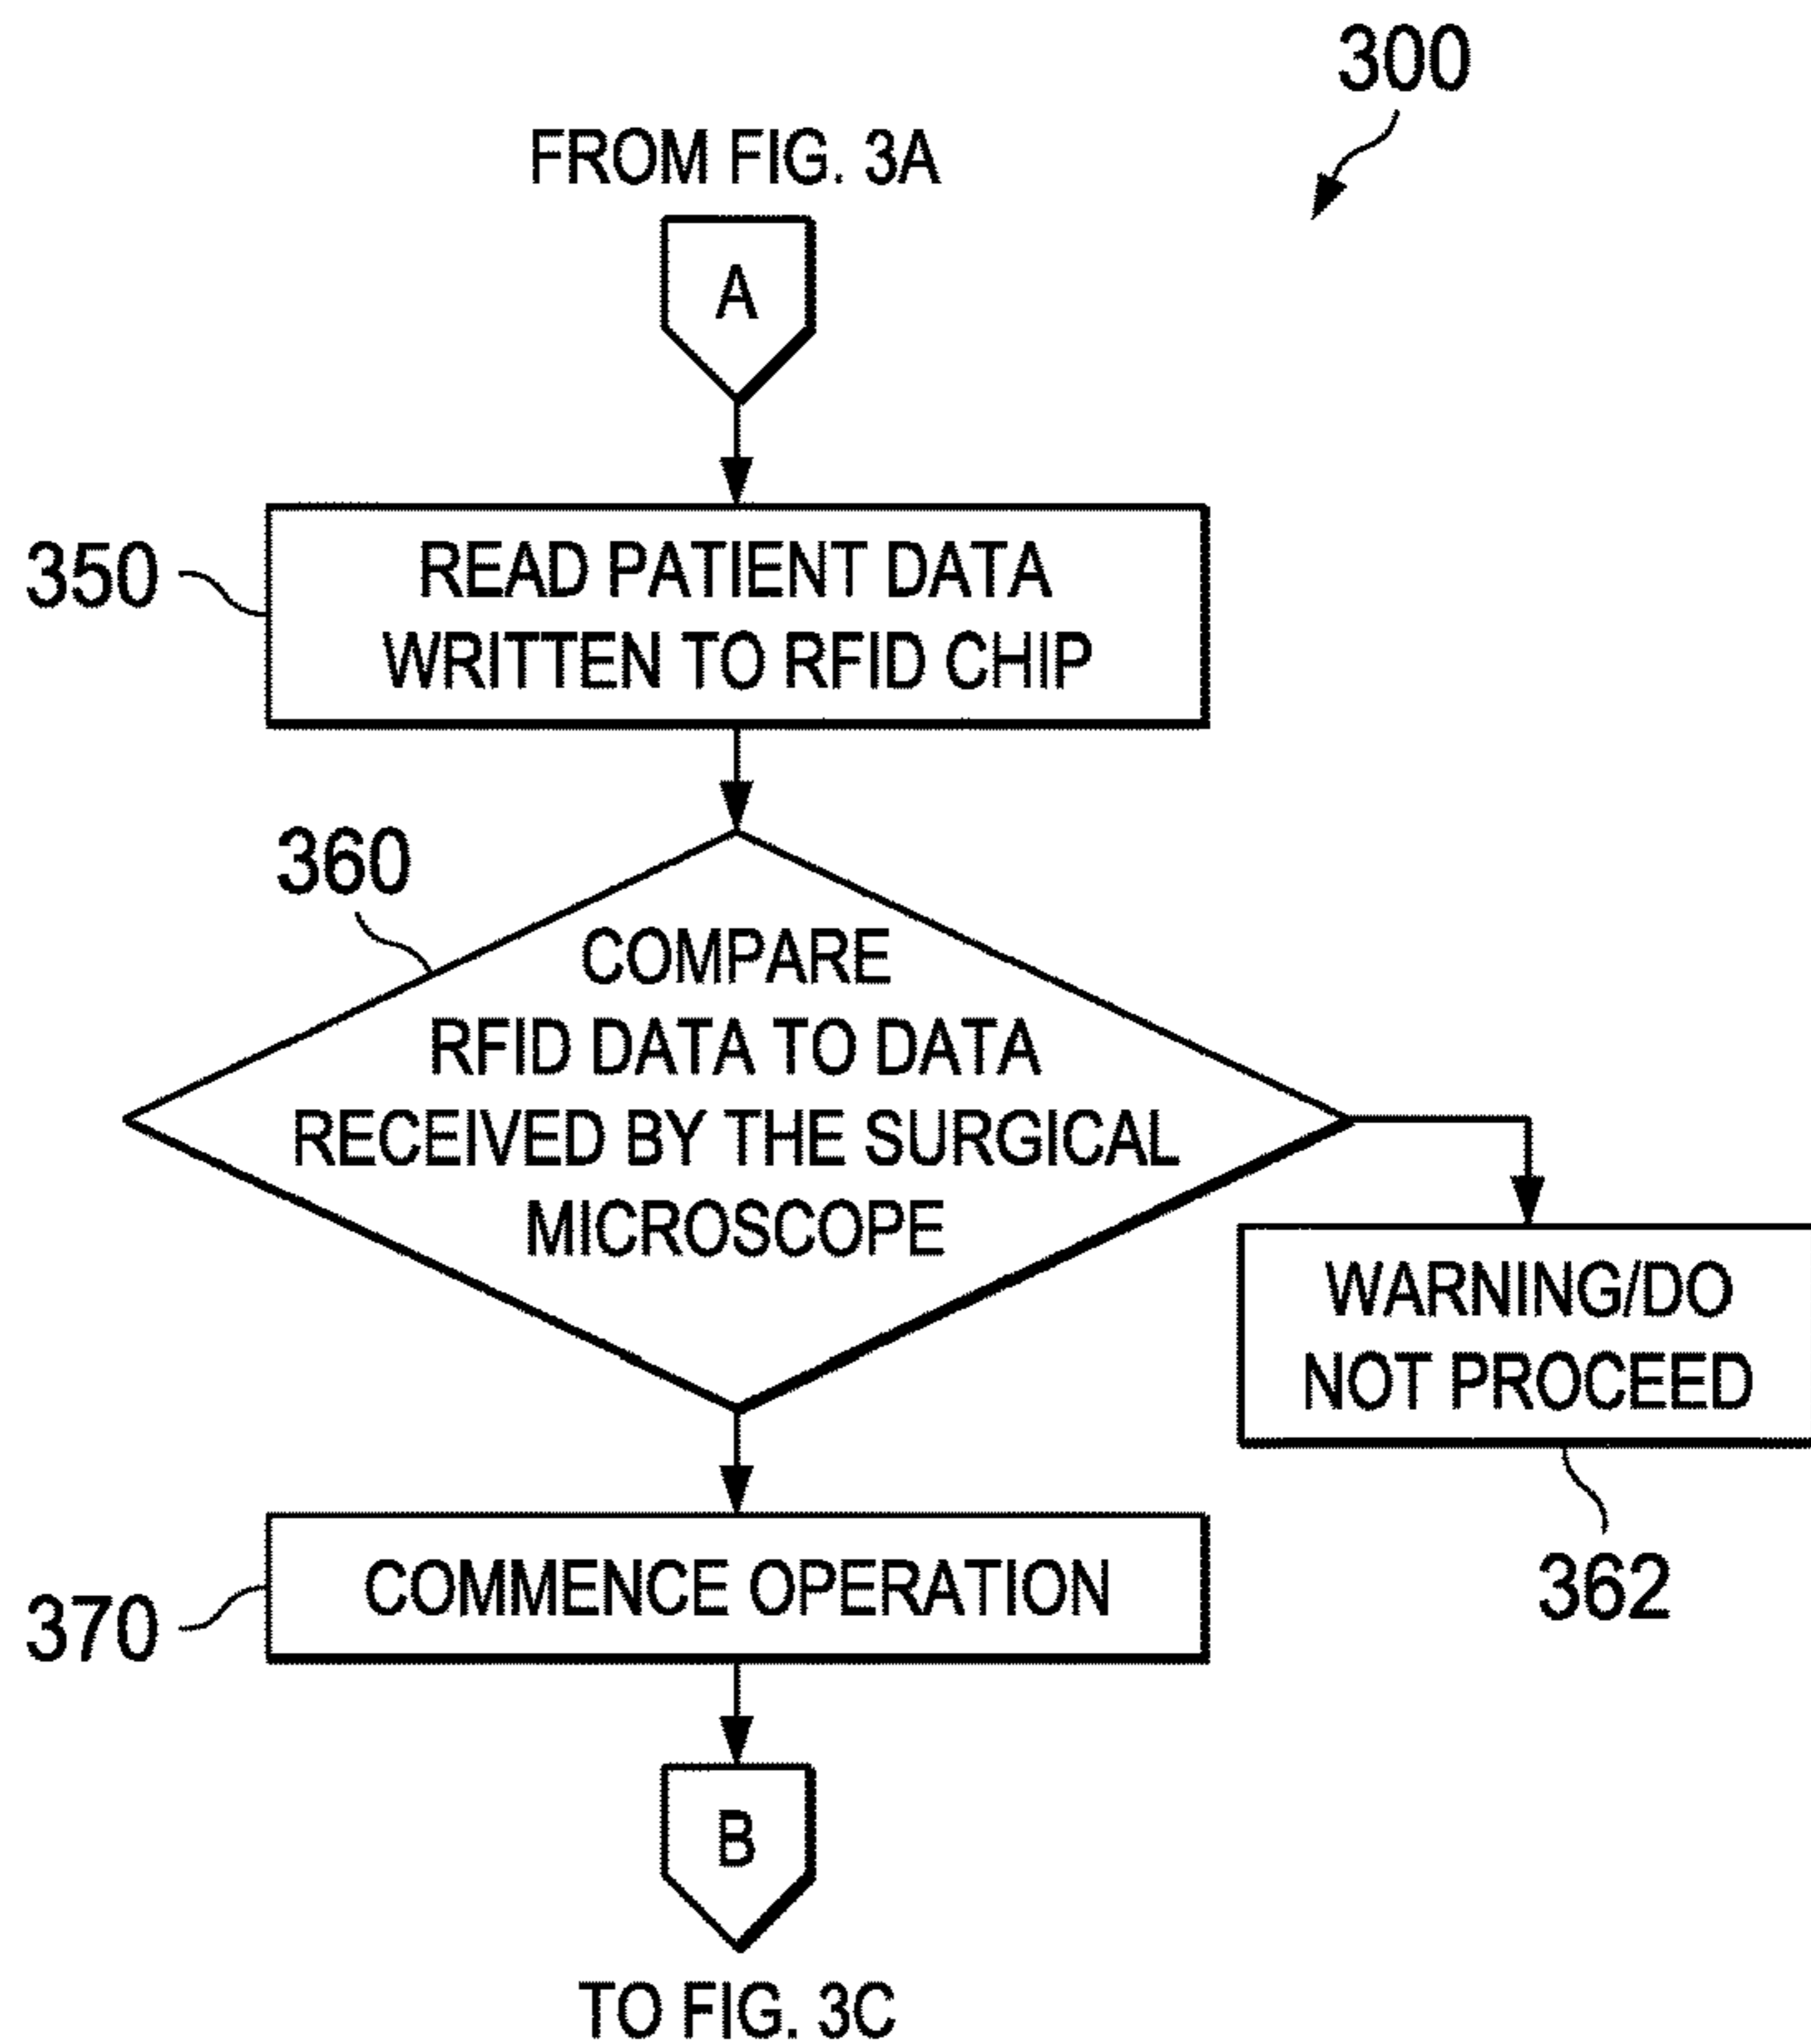 300
FROM FIG. 3A
A
350
READ PATIENT DATA
WRITTEN TO RFID CHIP
360
COMPARE
RFID DATA TO DATA
RECEIVED BY THE SURGICAL
MICROSCOPE
WARNING/DO
NOT PROCEED
362
370
COMMENCE OPERATION
B
TO FIG. 3C